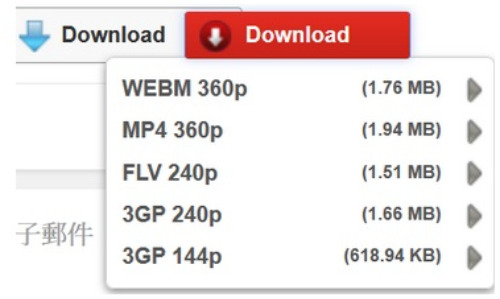 Download Download
WEBM 360p (1.76 MB)
MP4 360p (1.94 MB)
FLV 240p (1.51 MB)
3GP 240p (1.66 MB)
子郵件
3GP 144p (618.94 KB)